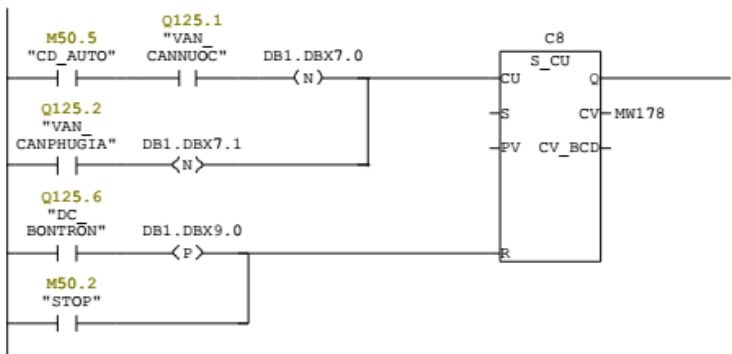 Q125.1
M50.5 "VAN_ C8
"CD_AUTO" CANNUOC" DB1.DBX7.0 S_CU
(N) CU Q
Q125.2 S CV MW178
"VAN_
CANPHUGIA" DB1.DBX7.1 PV CV_BCD
(N)
Q125.6
"DC_
BONTRON" DB1.DBX9.0
(P) R
M50.2
"STOP"